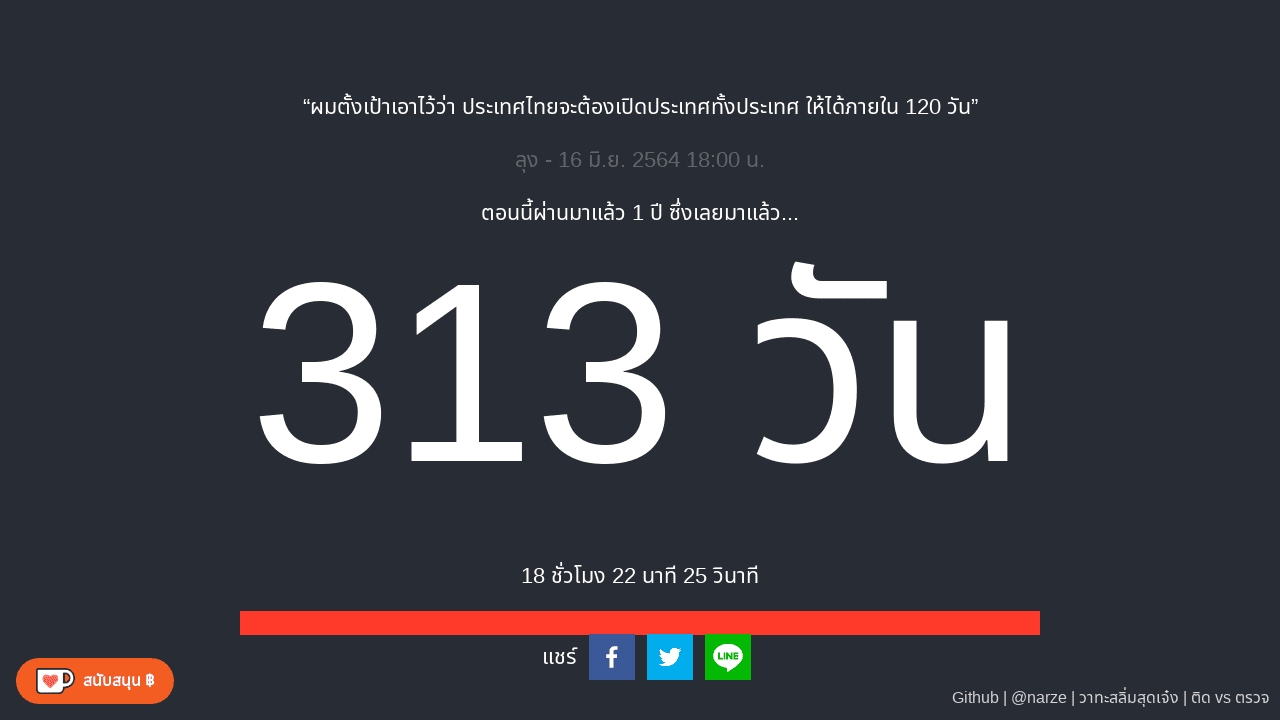 “ผมตั้งเป้าเอาไว้ว่า ประเทศไทยจะต้องเปิดประเทศทั้งประเทศ ให้ได้ภายใน 120 วัน”
ลุง - 16 มิ.ย. 2564 18:00 น.
ตอนนี้ผ่านมาแล้ว 1 ปี ซึ่งเลยมาแล้ว...
313 วัน
18 ชั่วโมง 22 นาที 25 วินาที
แชร์
LINE
สนับสนุน ฿
Github | @narze | วาทะสลิ่มสุดเจ๋ง | ติด vs ตรวจ